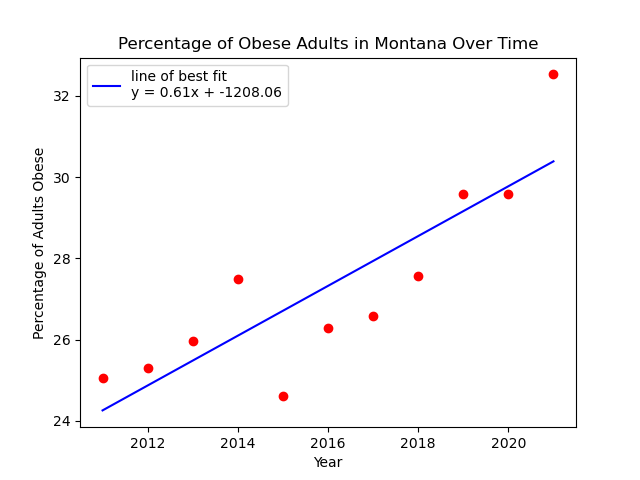 Percentage of Obese Adults in Montana Over Time
line of best fit
y = 0.61x + -1208.06
Percentage of Adults Obese
32
30
28
26
24
2012 2014 2016 2018 2020
Year